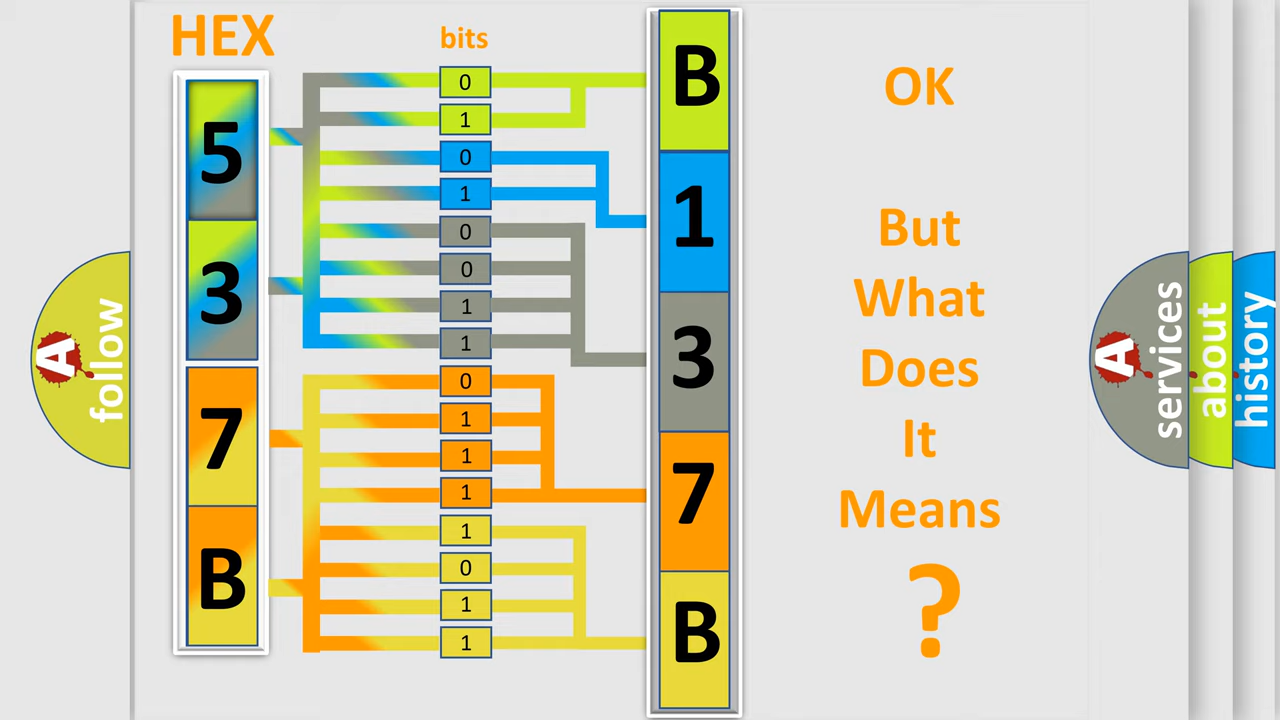 HEX
bits
5
3
7
B
0
1
0
1
0
0
1
1
0
1
1
1
1
0
1
1
B
1
3
7
B
OK
But
What
Does
It
Means
?
A
follow
A
services
about
history